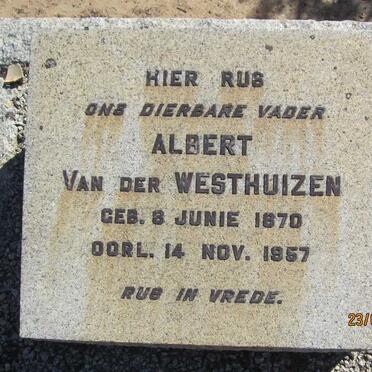 HIER RUS
ONS DIERBARE VADER
ALBERT
VAN DER WESTHUIZEN
GEB. 8 JUNIE 1870
OORL. 14 NOV. 1957
RUS IN VREDE.
23/